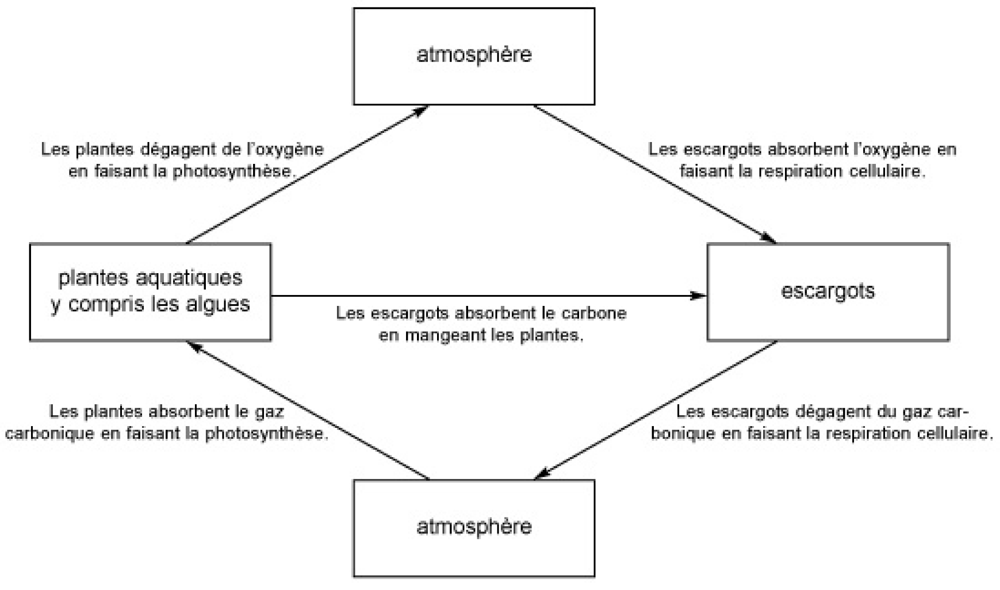 atmosphère
Les plantes dégagent de l'oxygène
en faisant la photosynthèse.
Les escargots absorbent l'oxygène en
faisant la respiration cellulaire.
plantes aquatiques
y compris les algues
escargots
Les escargots absorbent le carbone
en mangeant les plantes.
Les plantes absorbent le gaz
carbonique en faisant la photosynthèse.
Les escargots dégagent du gaz car-
bonique en faisant la respiration cellulaire.
atmosphère